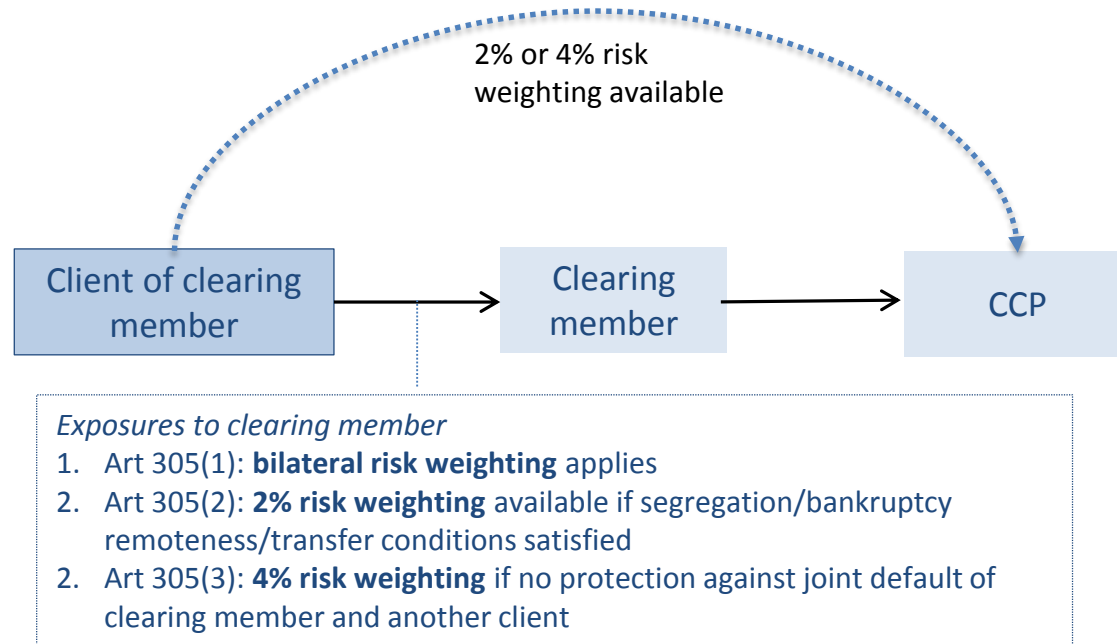 2% or 4% risk
weighting available
Client of clearing
member
Clearing
member
CCP
Exposures to clearing member
1. Art 305(1): bilateral risk weighting applies
2. Art 305(2): 2% risk weighting available if segregation/bankruptcy
remoteness/transfer conditions satisfied
2. Art 305(3): 4% risk weighting if no protection against joint default of
clearing member and another client